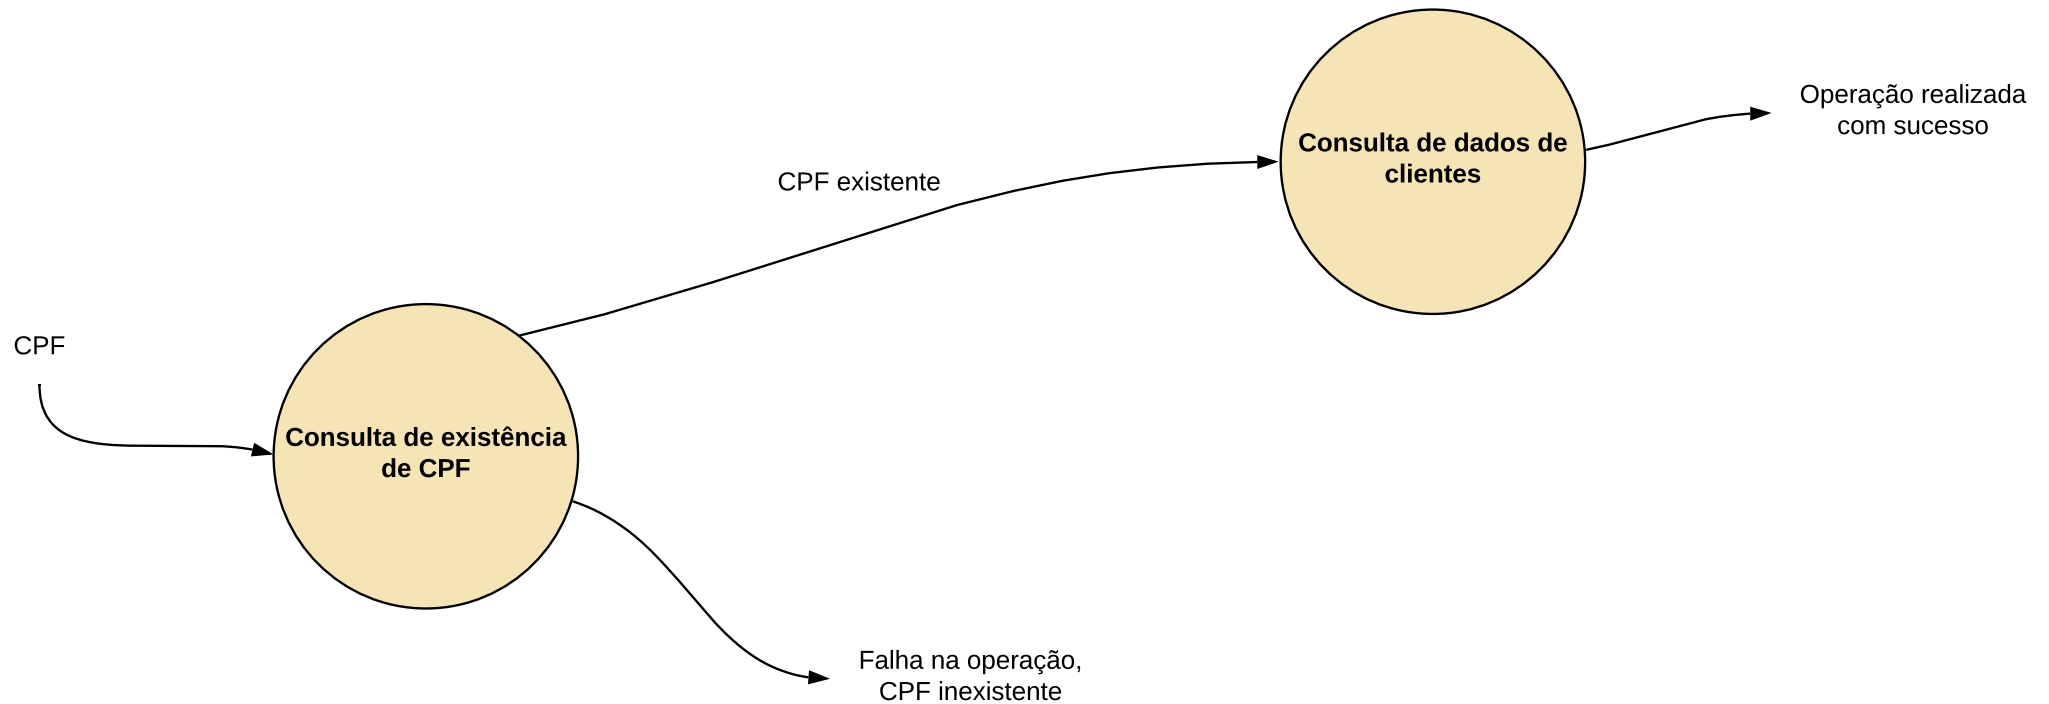 CPF
Consulta de existência
de CPF
CPF existente
Consulta de dados de
clientes
Operação realizada
com sucesso
Falha na operação,
CPF inexistente